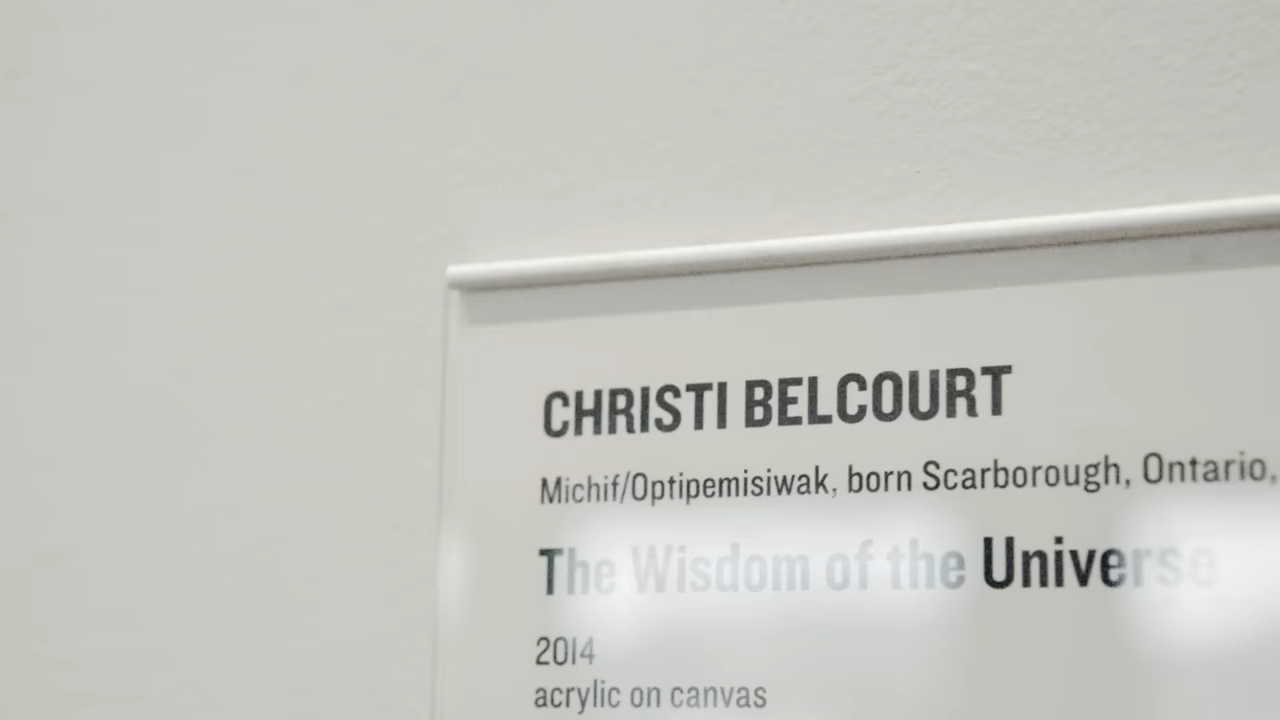 CHRISTI BELCOURT
Michif/Optipemisiwak, born Scarborough, Ontario,
The Wisdom of the Universe
2014
acrylic on canvas